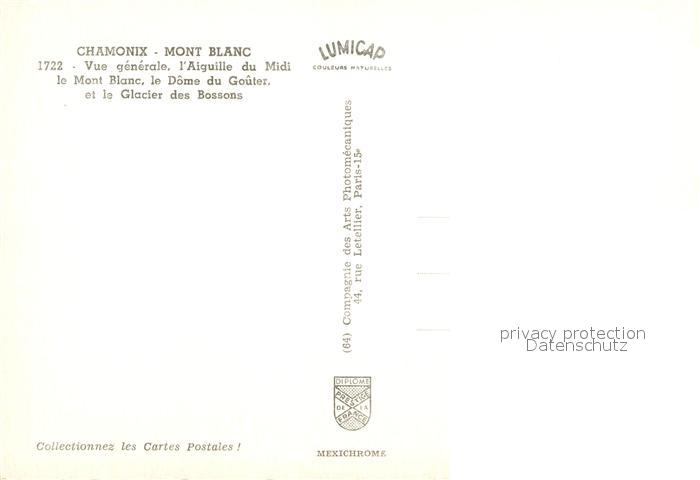 CHAMONIX - MONT BLANC
1722 - Vue générale, l'Aiguille du Midi
le Mont Blanc, le Dôme du Goûter,
et le Glacier des Bossons
LUMICAP
COULEURS NATURELLES
(64) Compagnie des Arts Photomécaniques
44, rue Letellier, Paris-15e
privacy protection
Datenschutz
DIPLOME
PRESTIGE
DE LA
FRANCE
Collectionnez les Cartes Postales !
MEXICHROME